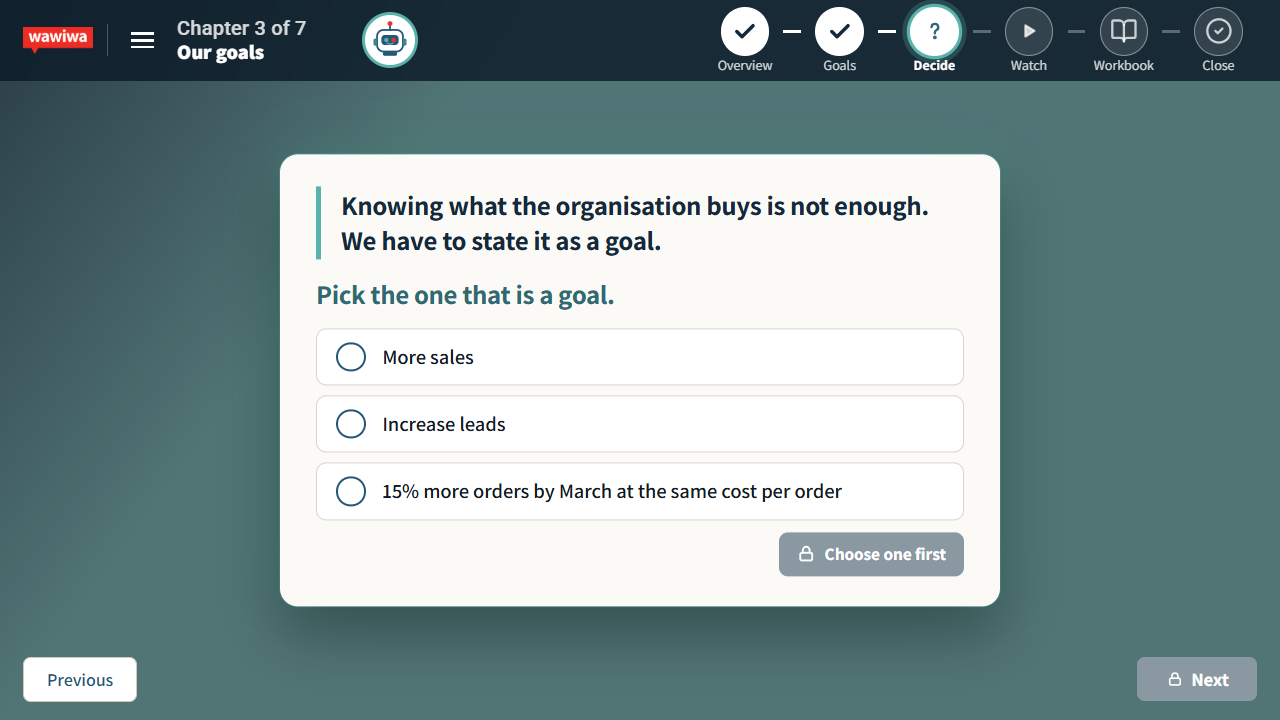 wawiwa
Chapter 3 of 7
Our goals
?
Overview
Goals
Decide
Watch
Workbook
Close
Knowing what the organisation buys is not enough.
We have to state it as a goal.
Pick the one that is a goal.
More sales
Increase leads
15% more orders by March at the same cost per order
Choose one first
Previous
Next